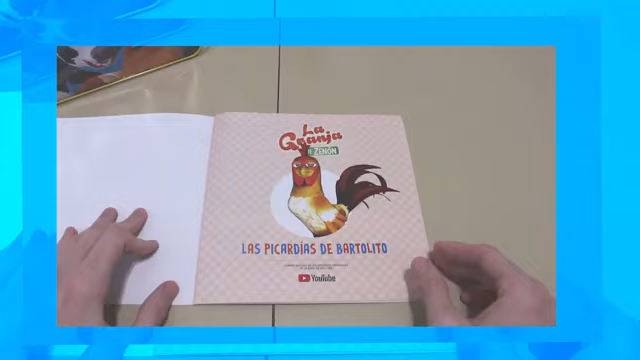 La
Granja
DE ZENÓN
LAS PICARDÍAS DE BARTOLITO
YouTube